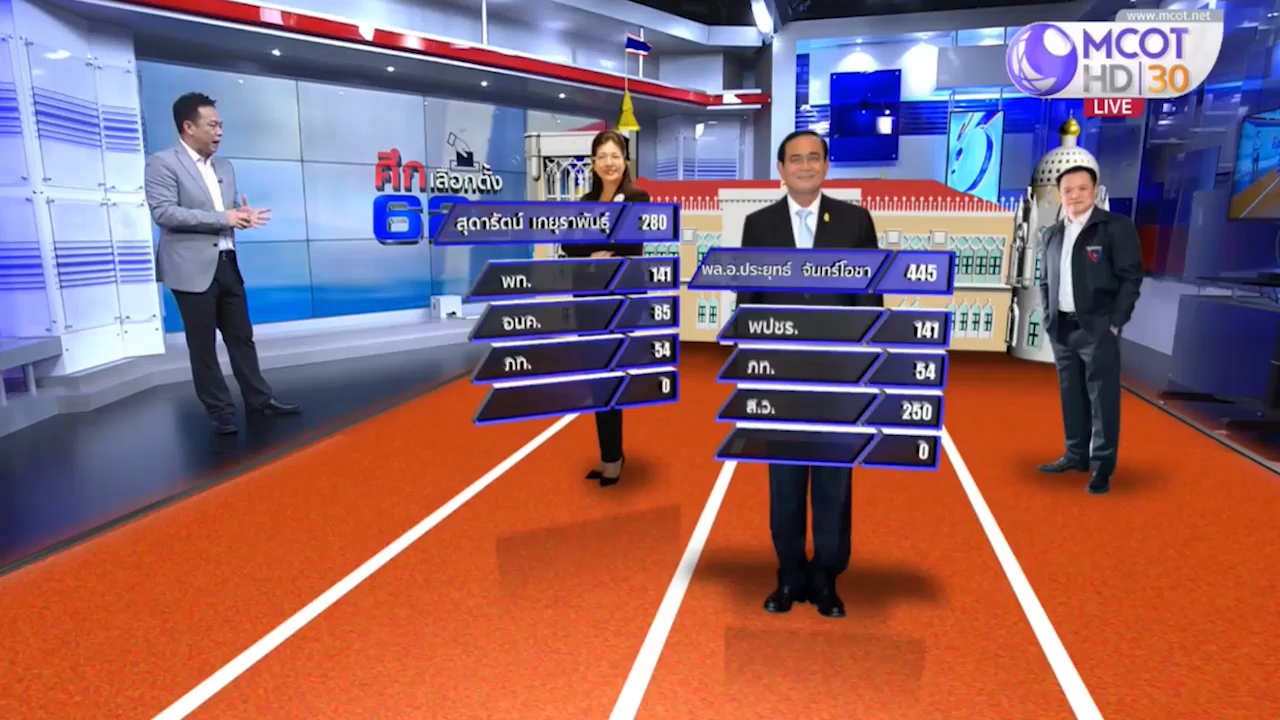 www.mcot.net
MCOT
HD 30
LIVE
ศึก
เลือกตั้ง
สุดารัตน์ เกยุราพันธุ์ 280
พท. 141
อนค. 85
ภท. 54
0
พล.อ.ประยุทธ์ จันทร์โอชา 445
พปชร. 141
ภท. 54
ส.ว. 250
0